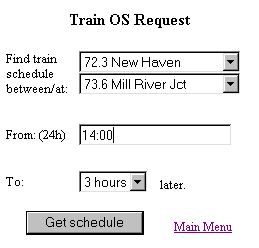 Train OS Request
Find train
schedule
between/at:
72.3 New Haven
73.6 Mill River Jct
From: (24h)
14:00
To:
3 hours
later.
Get schedule
Main Menu